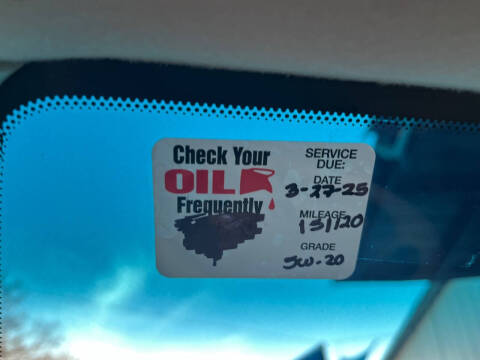 Check Your
OIL
Frequently
SERVICE
DUE:
DATE
3-27-25
MILEAGE
151120
GRADE
5W-20